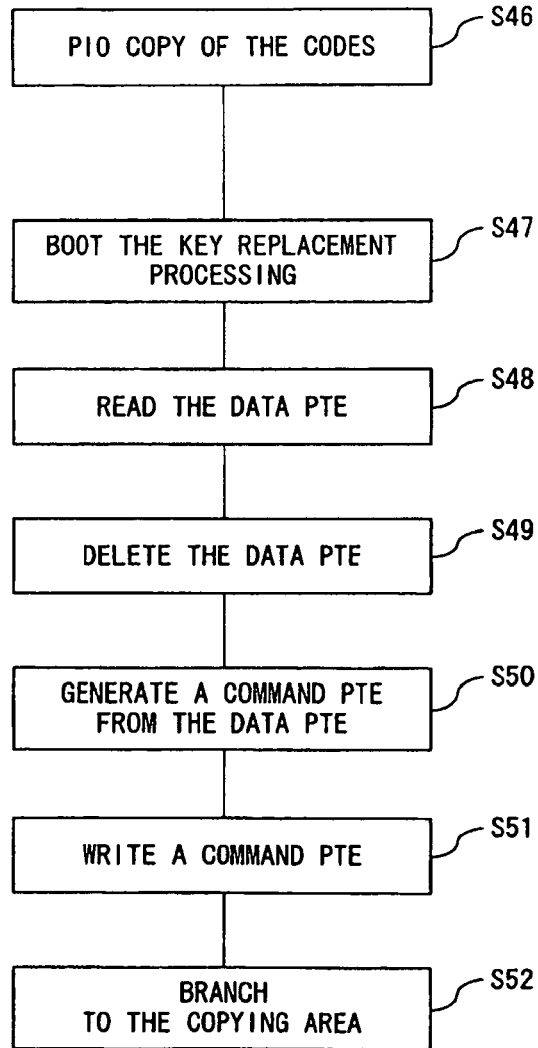 S46
PIO COPY OF THE CODES
S47
BOOT THE KEY REPLACEMENT
PROCESSING
S48
READ THE DATA PTE
S49
DELETE THE DATA PTE
S50
GENERATE A COMMAND PTE
FROM THE DATA PTE
S51
WRITE A COMMAND PTE
S52
BRANCH
TO THE COPYING AREA